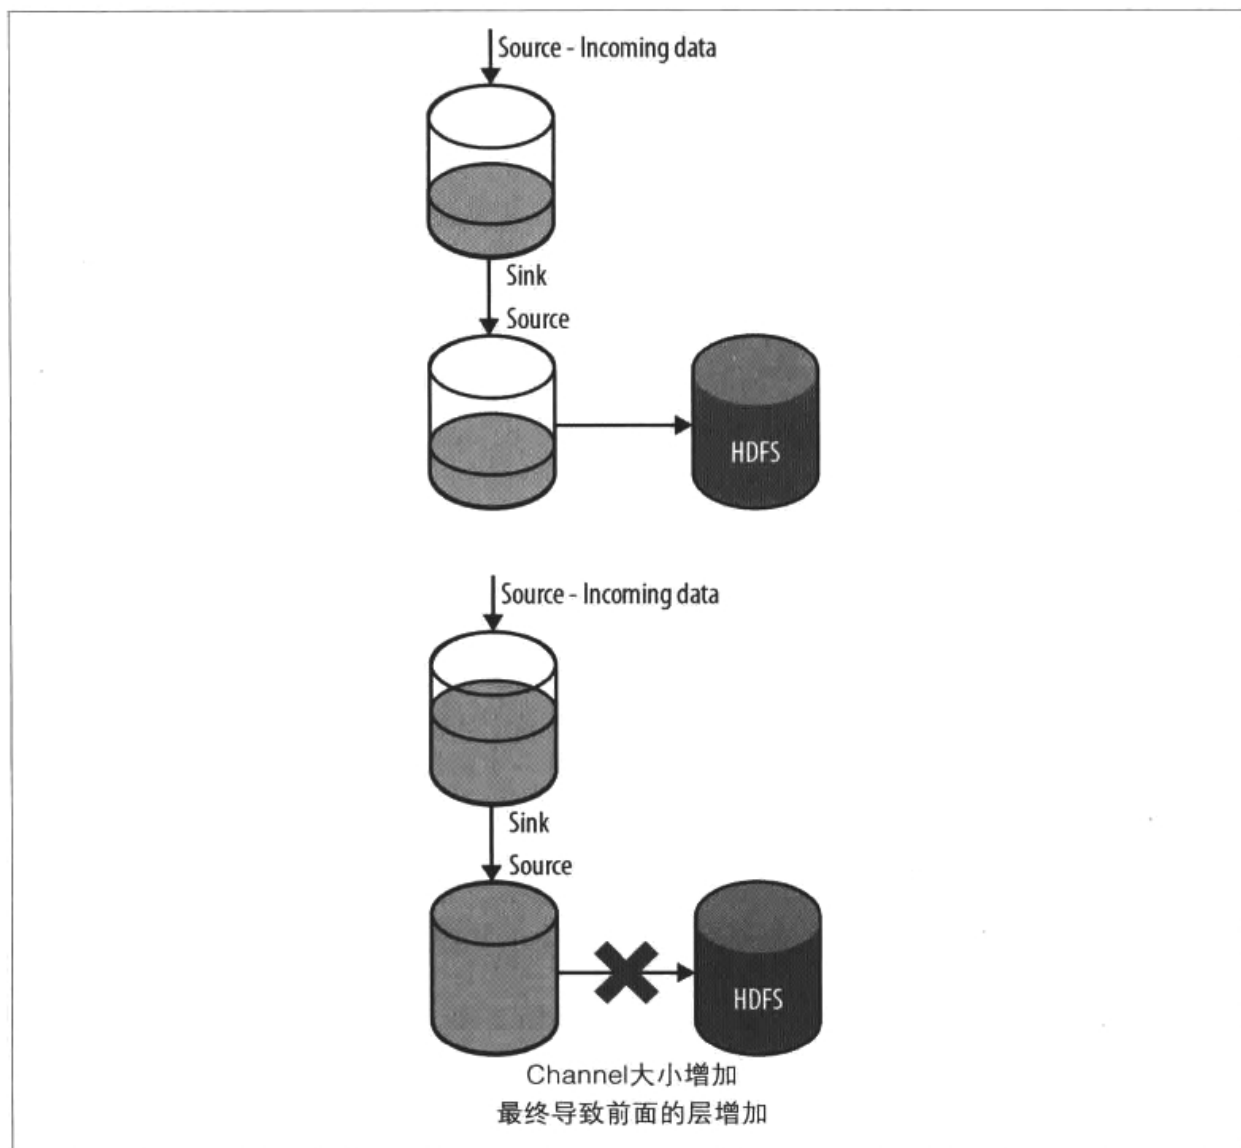 Source - Incoming data
Sink
Source
HDFS
Source - Incoming data
Sink
Source
HDFS
Channel大小增加
最终导致前面的层增加